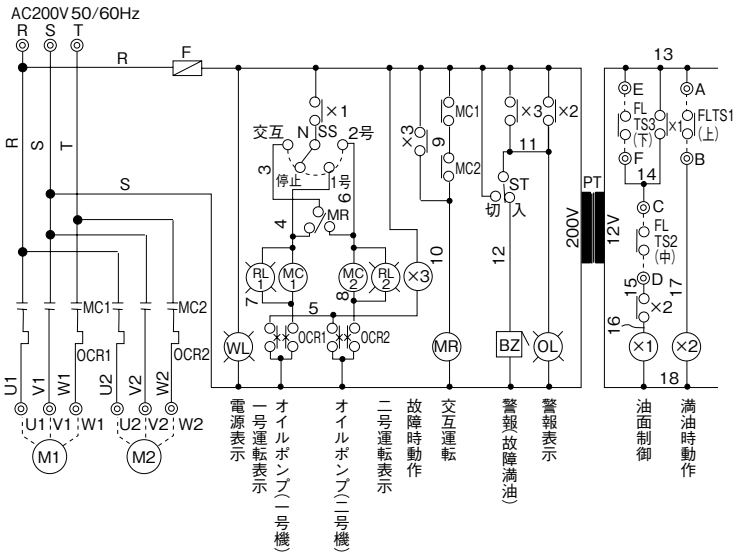 AC200V 50/60Hz
R S T
R
F
13
R
S
T
S
×1
交互
N
SS
2号
停止
1号
3
4
6
MR
RL
1
MC
1
MC
2
RL
2
×3
7
8
5
OCR1
OCR2
WL
×3
9
MC1
MC2
10
MR
×3
×2
11
ST
切
入
12
BZ
OL
PT
200V
12V
E
FL
TS3
(下)
F
×1
A
FLTS1
(上)
B
14
C
FL
TS2
(中)
D
15
16
×2
17
×1
×2
18
MC1
MC2
OCR1
OCR2
U1
V1
W1
U2
V2
W2
U1
V1
W1
U2
V2
W2
M1
M2
電源表示
一号運転表示
オイルポンプ(一号機)
オイルポンプ(二号機)
二号運転表示
故障時動作
交互運転
警報(故障満油)
警報表示
油面制御
満油時動作